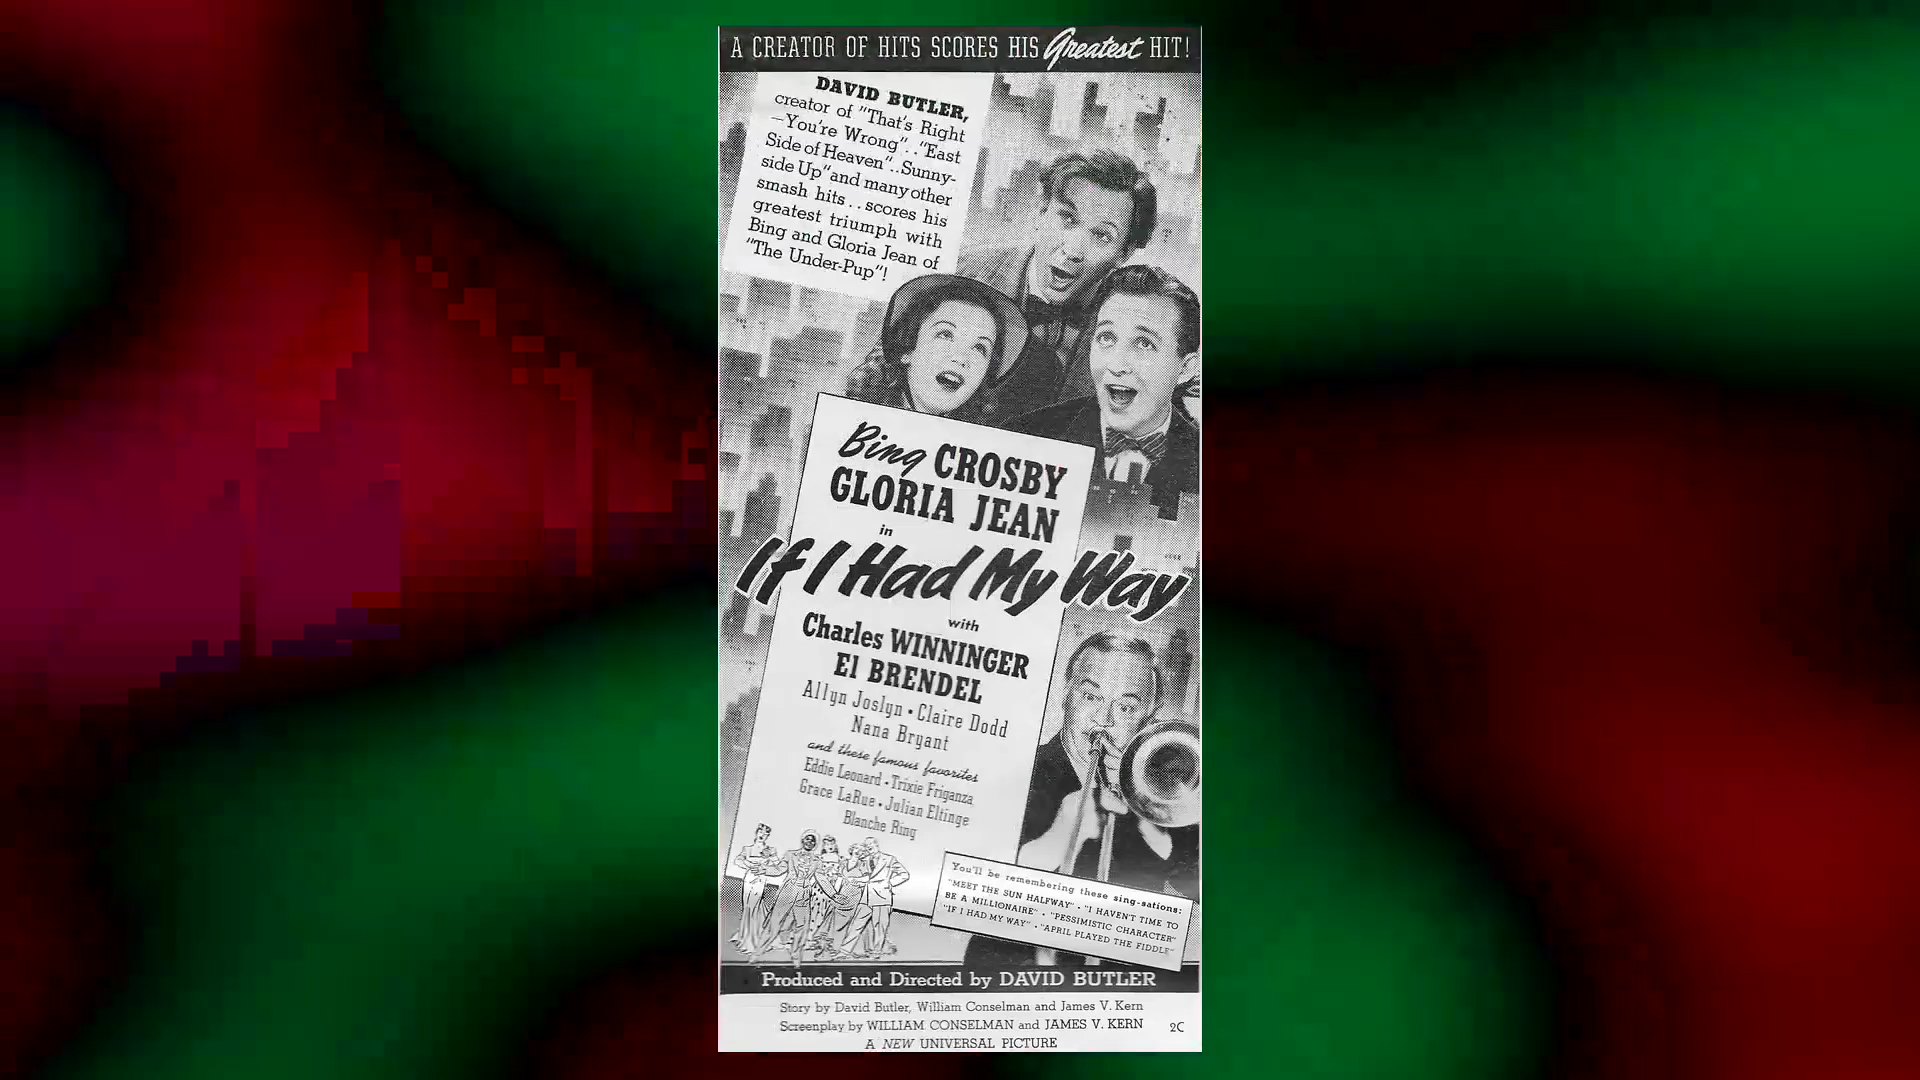 A CREATOR OF HITS SCORES HIS Greatest HIT!
DAVID BUTLER,
creator of "That's Right
—You're Wrong". ."East
Side of Heaven"..Sunny-
side Up" and many other
smash hits . . scores his
greatest triumph with
Bing and Gloria Jean of
"The Under-Pup"!
Bing CROSBY
GLORIA JEAN
in
If I Had My Way
with
Charles WINNINGER
El BRENDEL
Allyn Joslyn • Claire Dodd
Nana Bryant
and these famous favorites
Eddie Leonard • Trixie Friganza
Grace LaRue • Julian Eltinge
Blanche Ring
You'll be remembering these sing-sations:
"MEET THE SUN HALFWAY" • "I HAVEN'T TIME TO
BE A MILLIONAIRE" • "PESSIMISTIC CHARACTER"
"IF I HAD MY WAY" • "APRIL PLAYED THE FIDDLE"
Produced and Directed by DAVID BUTLER
Story by David Butler, William Conselman and James V. Kern
Screenplay by WILLIAM CONSELMAN and JAMES V. KERN
2C
A NEW UNIVERSAL PICTURE